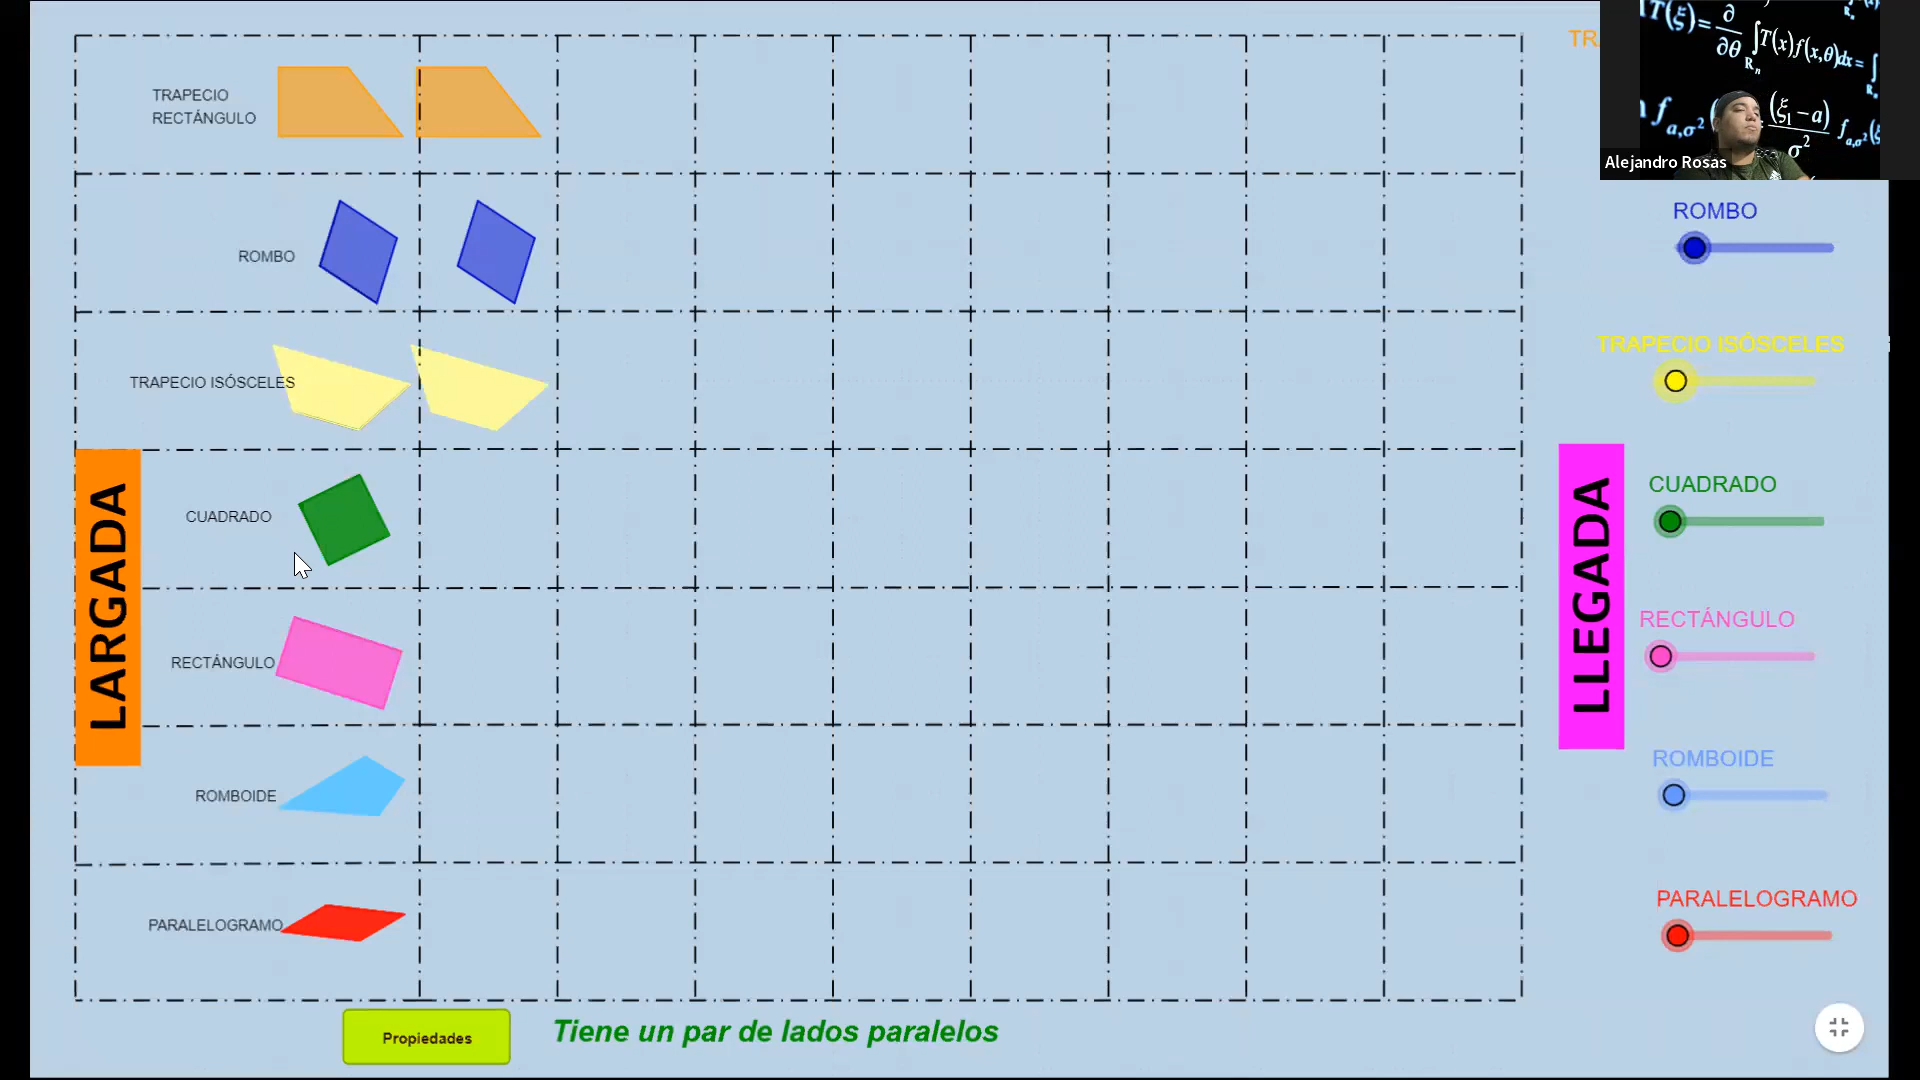 TRAPECIO
RECTÁNGULO
ROMBO
TRAPECIO ISÓSCELES
CUADRADO
RECTÁNGULO
ROMBOIDE
PARALELOGRAMO
LARGADA
LLEGADA
TR
Alejandro Rosas
ROMBO
TRAPECIO ISÓSCELES
CUADRADO
RECTÁNGULO
ROMBOIDE
PARALELOGRAMO
Propiedades
Tiene un par de lados paralelos